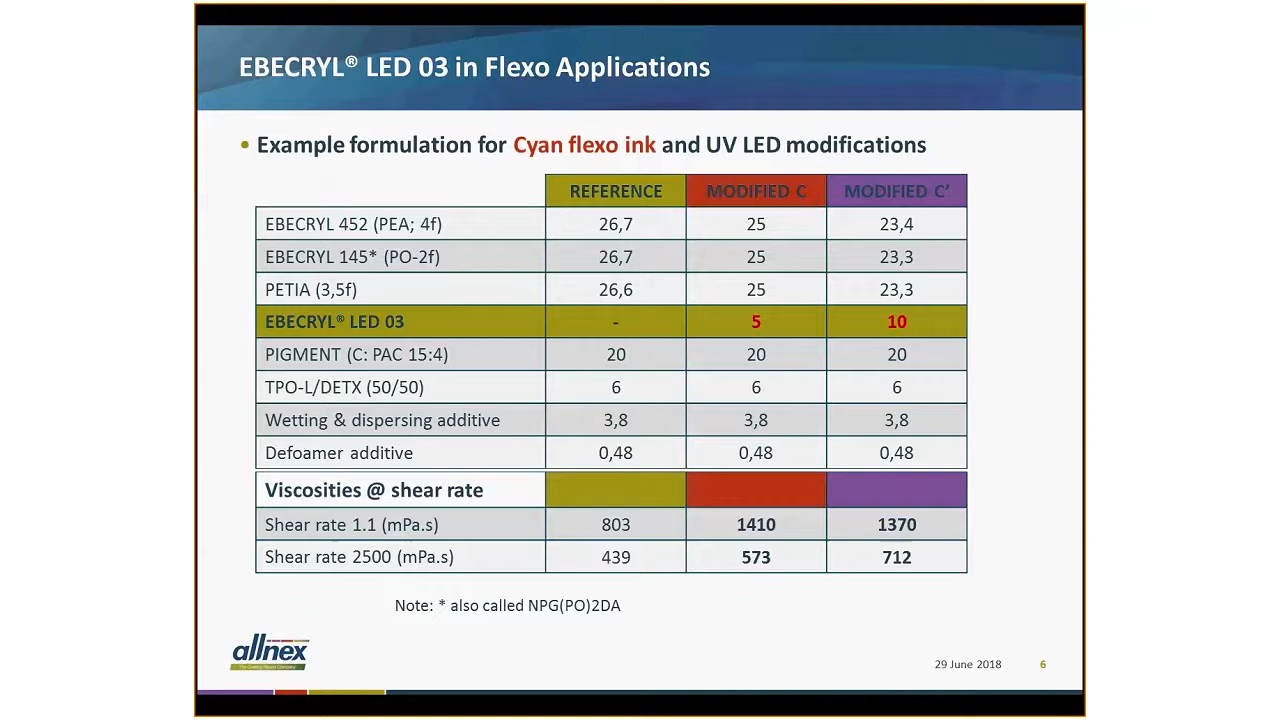 EBECRYL® LED 03 in Flexo Applications
• Example formulation for Cyan flexo ink and UV LED modifications
REFERENCE MODIFIED C MODIFIED C’
EBECRYL 452 (PEA; 4f) 26,7 25 23,4
EBECRYL 145* (PO-2f) 26,7 25 23,3
PETIA (3,5f) 26,6 25 23,3
EBECRYL® LED 03 - 5 10
PIGMENT (C: PAC 15:4) 20 20 20
TPO-L/DETX (50/50) 6 6 6
Wetting & dispersing additive 3,8 3,8 3,8
Defoamer additive 0,48 0,48 0,48
Viscosities @ shear rate
Shear rate 1.1 (mPa.s) 803 1410 1370
Shear rate 2500 (mPa.s) 439 573 712
Note: * also called NPG(PO)2DA
allnex
29 June 2018 6